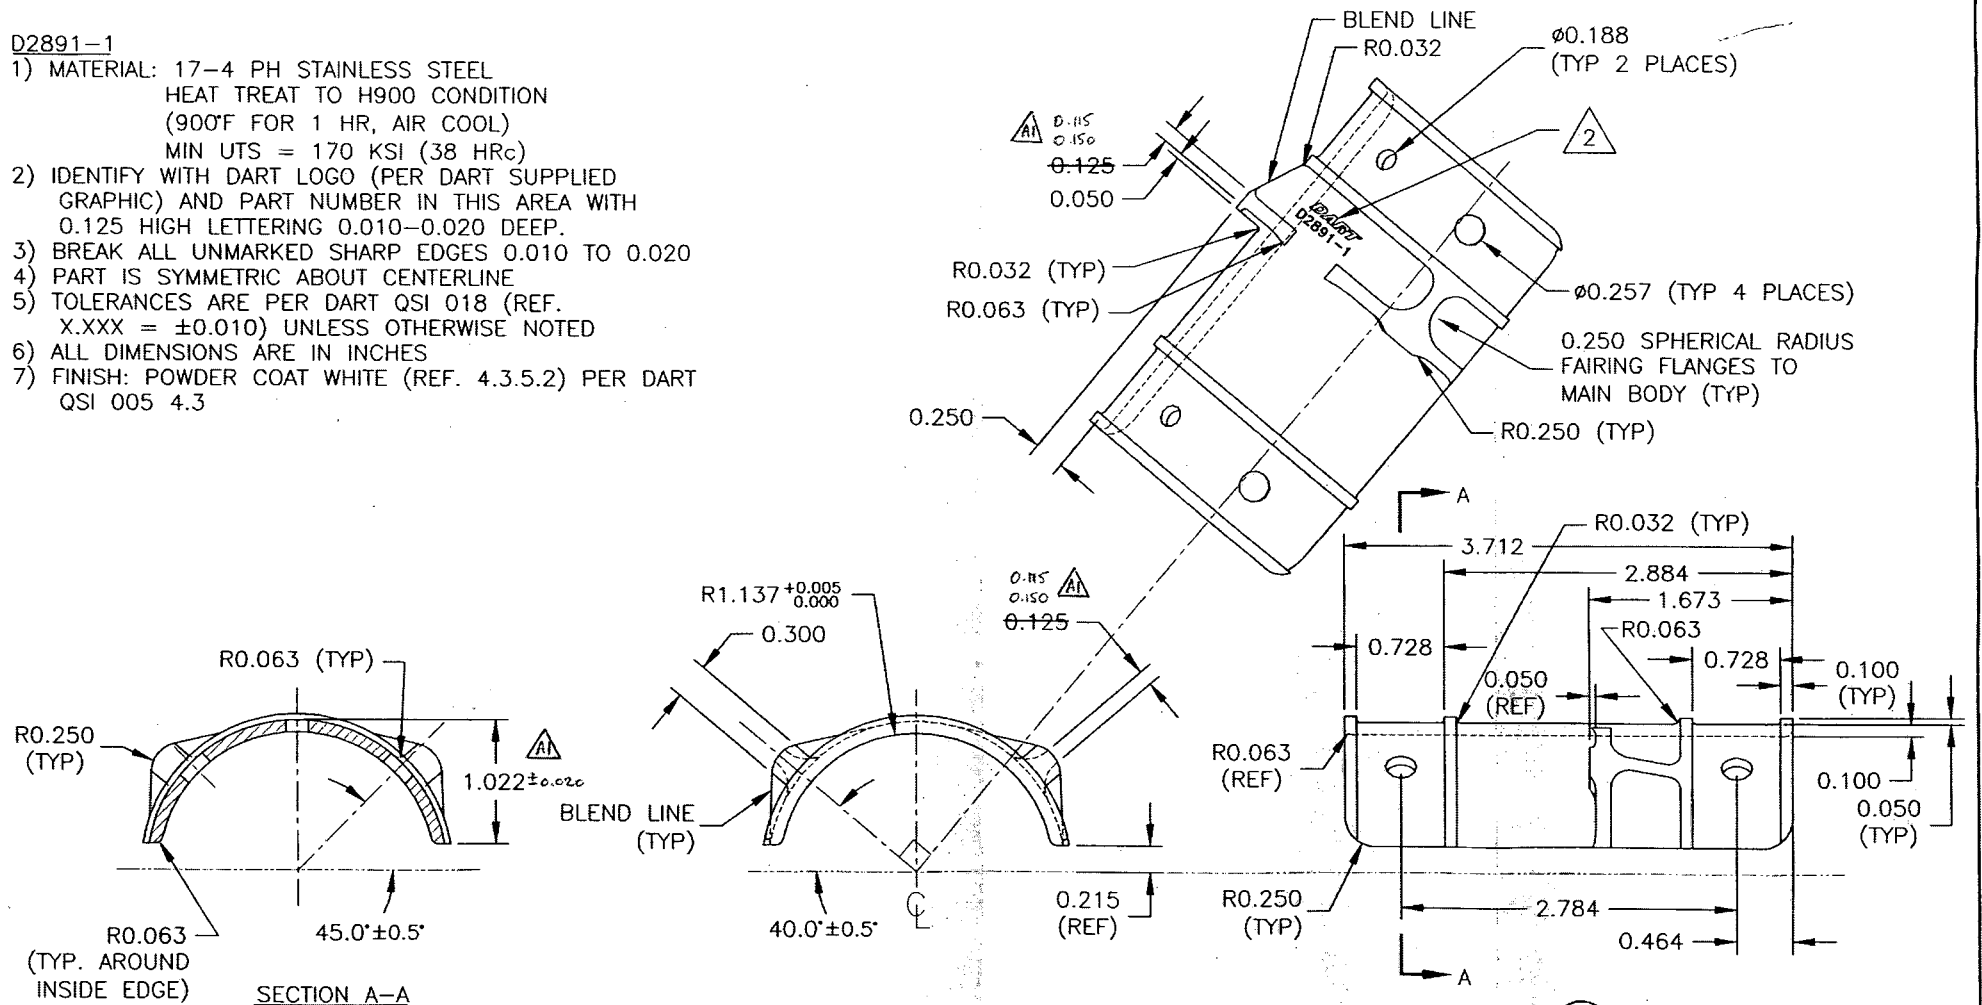 D2891-1
1) MATERIAL: 17-4 PH STAINLESS STEEL
HEAT TREAT TO H900 CONDITION
(900°F FOR 1 HR, AIR COOL)
MIN UTS = 170 KSI (38 HRc)
2) IDENTIFY WITH DART LOGO (PER DART SUPPLIED
GRAPHIC) AND PART NUMBER IN THIS AREA WITH
0.125 HIGH LETTERING 0.010-0.020 DEEP.
3) BREAK ALL UNMARKED SHARP EDGES 0.010 TO 0.020
4) PART IS SYMMETRIC ABOUT CENTERLINE
5) TOLERANCES ARE PER DART QSI 018 (REF.
X.XXX = ±0.010) UNLESS OTHERWISE NOTED
6) ALL DIMENSIONS ARE IN INCHES
7) FINISH: POWDER COAT WHITE (REF. 4.3.5.2) PER DART
QSI 005 4.3
BLEND LINE
R0.032
ø0.188
(TYP 2 PLACES)
A1
0.115
0.150
0.125
0.050
2
DART
D2891-1
R0.032 (TYP)
R0.063 (TYP)
ø0.257 (TYP 4 PLACES)
0.250 SPHERICAL RADIUS
FAIRING FLANGES TO
MAIN BODY (TYP)
R0.250 (TYP)
0.250
A
R0.032 (TYP)
3.712
2.884
1.673
R0.063
0.728
0.728
0.100
(TYP)
0.050
(REF)
R0.063
(REF)
0.100
0.050
(TYP)
R0.250
(TYP)
2.784
0.464
A
R1.137 +0.005
0.000
0.300
0.115
0.150
A1
0.125
BLEND LINE
(TYP)
40.0°±0.5°
CL
0.215
(REF)
R0.063 (TYP)
R0.250
(TYP)
A1
1.022 ±0.020
R0.063
(TYP. AROUND
INSIDE EDGE)
45.0°±0.5°
SECTION A-A